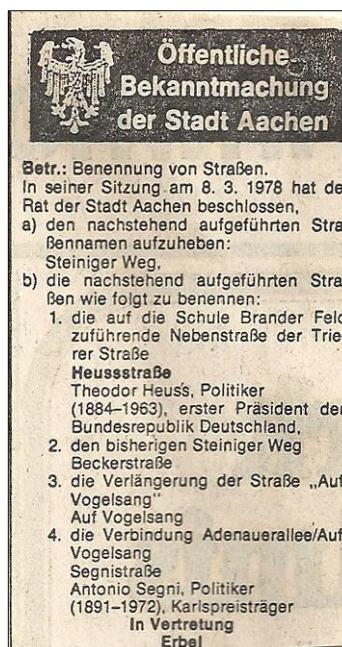 Öffentliche
Bekanntmachung
der Stadt Aachen
Betr.: Benennung von Straßen.
In seiner Sitzung am 8. 3. 1978 hat de
Rat der Stadt Aachen beschlossen,
a) den nachstehend aufgeführten Stra
ßennamen aufzuheben:
Steiniger Weg,
b) die nachstehend aufgeführten Stra
ßen wie folgt zu benennen:
1. die auf die Schule Brander Feld
zuführende Nebenstraße der Trie-
rer Straße
Heussstraße
Theodor Heuss, Politiker
(1884–1963), erster Präsident der
Bundesrepublik Deutschland,
2. den bisherigen Steiniger Weg
Beckerstraße
3. die Verlängerung der Straße „Auf
Vogelsang“
Auf Vogelsang
4. die Verbindung Adenauerallee/Auf
Vogelsang
Segnistraße
Antonio Segni, Politiker
(1891–1972), Karlspreisträger
In Vertretung
Erbel